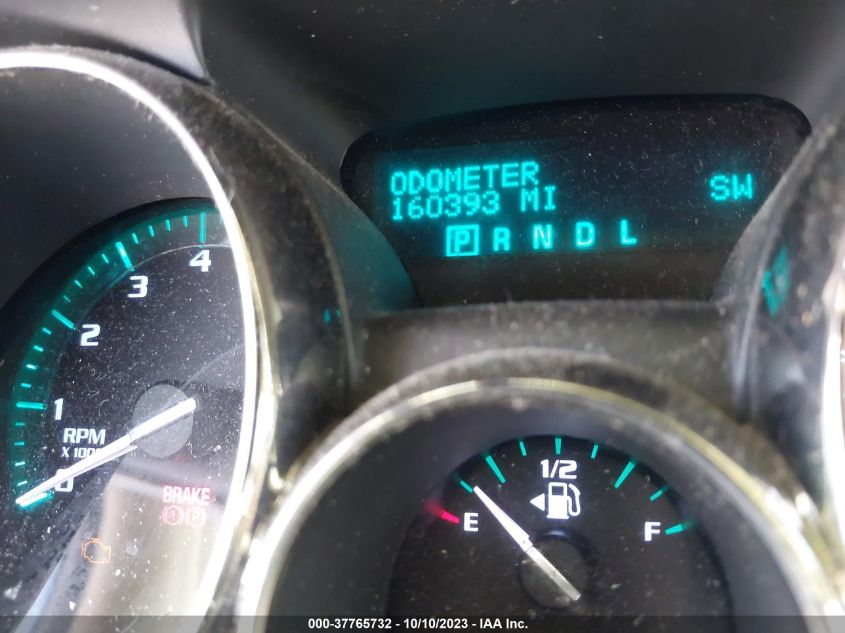 ODOMETER
160393 MI
SW
P R N D L
4
3
2
1
0
RPM
BRAKE
1/2
E
F
000-37765732 - 10/10/2023 - IAA Inc.